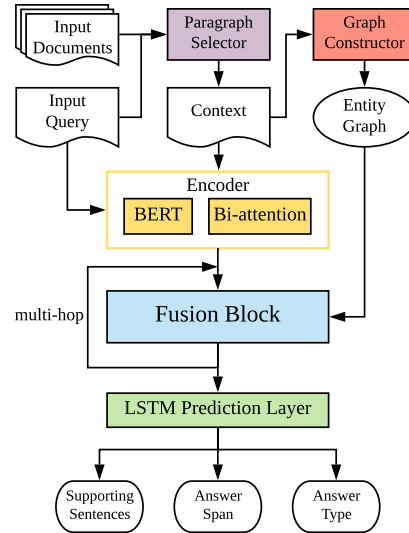 Input
Documents
Paragraph
Selector
Graph
Constructor
Input
Query
Context
Entity
Graph
Encoder
BERT
Bi-attention
multi-hop
Fusion Block
LSTM Prediction Layer
Supporting
Sentences
Answer
Span
Answer
Type